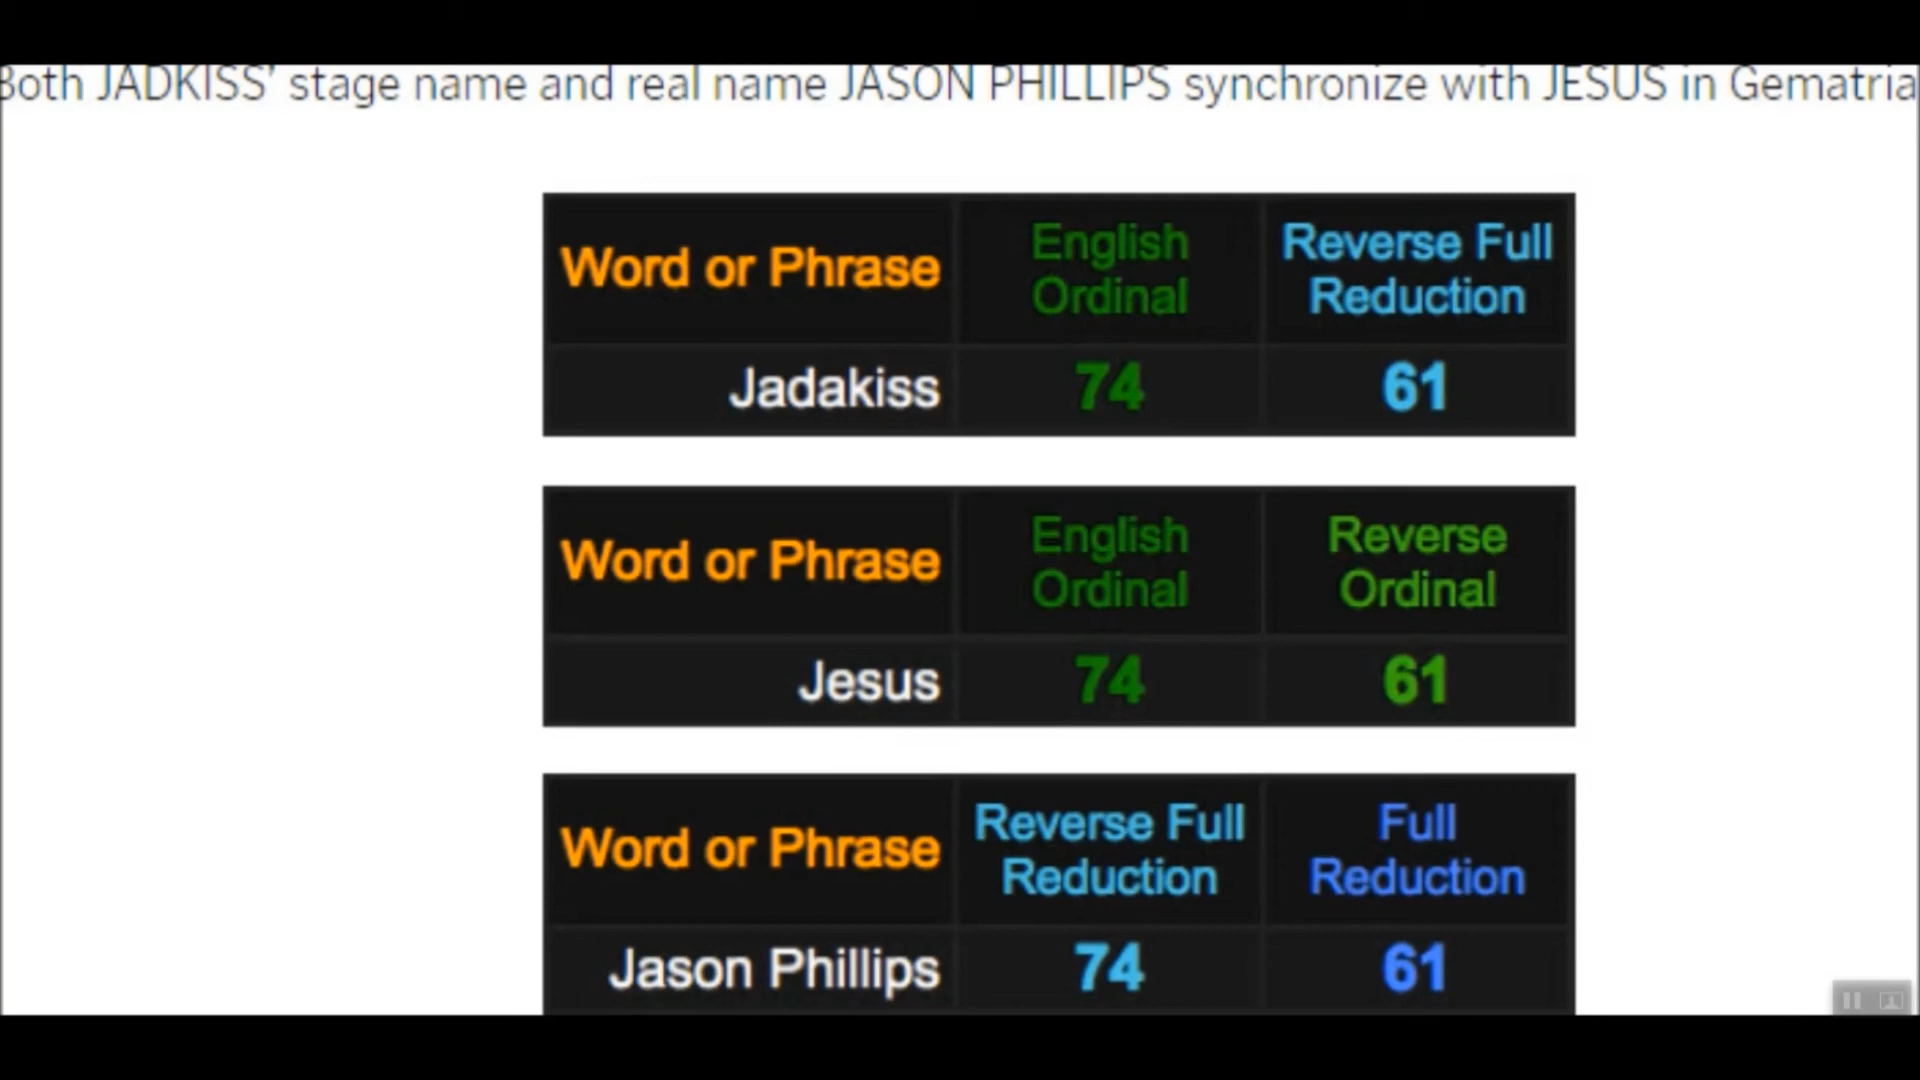 Both JADKISS' stage name and real name JASON PHILLIPS synchronize with JESUS in Gematria
Word or Phrase English Ordinal Reverse Full Reduction
Jadakiss 74 61
Word or Phrase English Ordinal Reverse Ordinal
Jesus 74 61
Word or Phrase Reverse Full Reduction Full Reduction
Jason Phillips 74 61